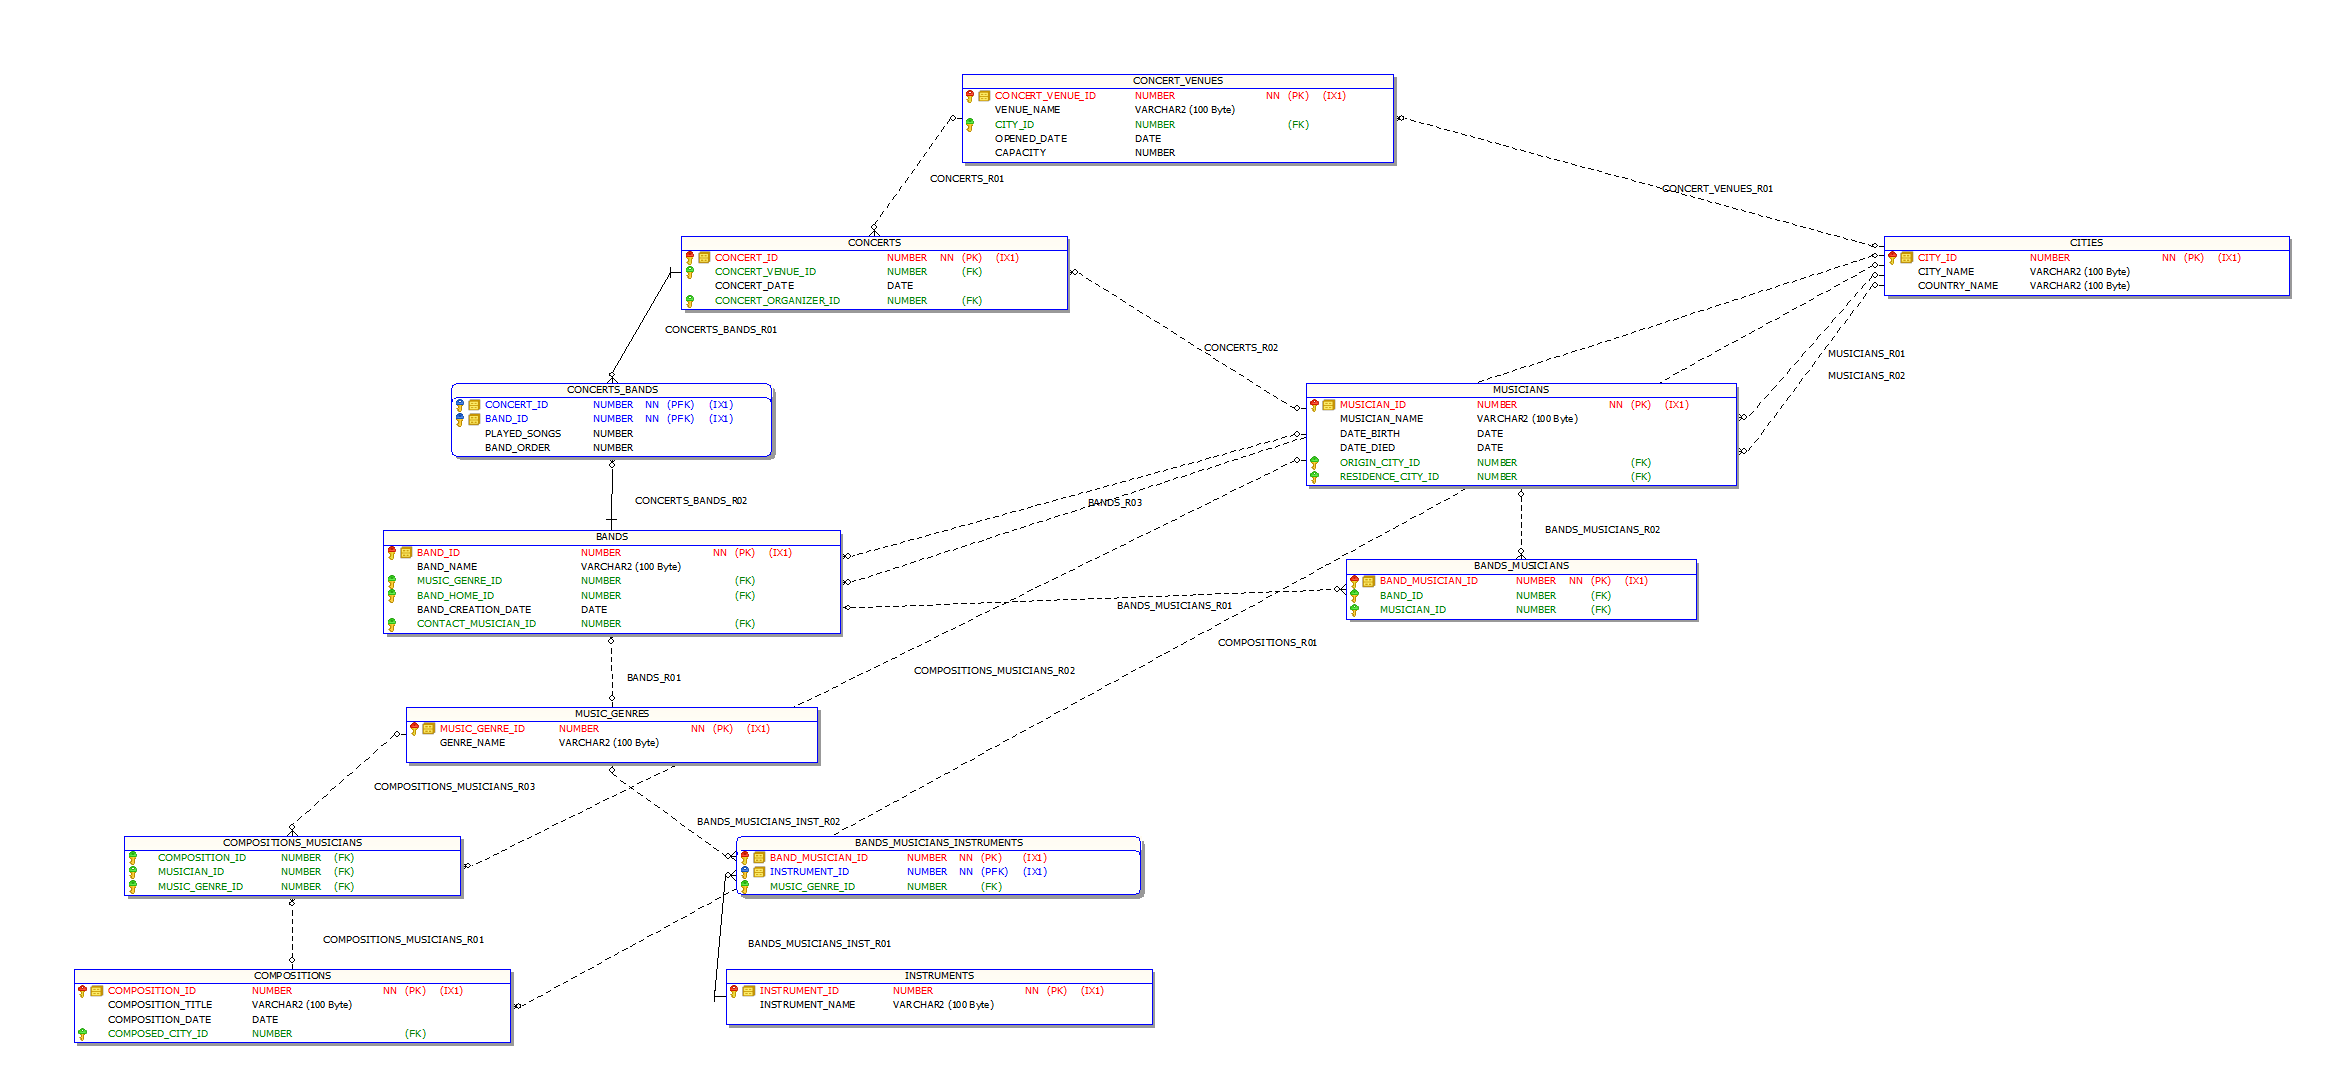 CONCERT_VENUES
CONCERT_VENUE_ID NUMBER NN (PK) (IX1)
VENUE_NAME VARCHAR2 (100 Byte)
CITY_ID NUMBER (FK)
OPENED_DATE DATE
CAPACITY NUMBER
CONCERTS_R01
CONCERT_VENUES_R01
CONCERTS
CONCERT_ID NUMBER NN (PK) (IX1)
CONCERT_VENUE_ID NUMBER (FK)
CONCERT_DATE DATE
CONCERT_ORGANIZER_ID NUMBER (FK)
CITIES
CITY_ID NUMBER NN (PK) (IX1)
CITY_NAME VARCHAR2 (100 Byte)
COUNTRY_NAME VARCHAR2 (100 Byte)
CONCERTS_BANDS_R01
CONCERTS_R02
MUSICIANS_R01
MUSICIANS_R02
CONCERTS_BANDS
CONCERT_ID NUMBER NN (PFK) (IX1)
BAND_ID NUMBER NN (PFK) (IX1)
PLAYED_SONGS NUMBER
BAND_ORDER NUMBER
MUSICIANS
MUSICIAN_ID NUMBER NN (PK) (IX1)
MUSICIAN_NAME VARCHAR2 (100 Byte)
DATE_BIRTH DATE
DATE_DIED DATE
ORIGIN_CITY_ID NUMBER (FK)
RESIDENCE_CITY_ID NUMBER (FK)
CONCERTS_BANDS_R02
BANDS_R03
BANDS_MUSICIANS_R02
BANDS
BAND_ID NUMBER NN (PK) (IX1)
BAND_NAME VARCHAR2 (100 Byte)
MUSIC_GENRE_ID NUMBER (FK)
BAND_HOME_ID NUMBER (FK)
BAND_CREATION_DATE DATE
CONTACT_MUSICIAN_ID NUMBER (FK)
BANDS_MUSICIANS
BAND_MUSICIAN_ID NUMBER NN (PK) (IX1)
BAND_ID NUMBER (FK)
MUSICIAN_ID NUMBER (FK)
BANDS_MUSICIANS_R01
COMPOSITIONS_R01
COMPOSITIONS_MUSICIANS_R02
BANDS_R01
MUSIC_GENRES
MUSIC_GENRE_ID NUMBER NN (PK) (IX1)
GENRE_NAME VARCHAR2 (100 Byte)
COMPOSITIONS_MUSICIANS_R03
BANDS_MUSICIANS_INST_R02
COMPOSITIONS_MUSICIANS
COMPOSITION_ID NUMBER (FK)
MUSICIAN_ID NUMBER (FK)
MUSIC_GENRE_ID NUMBER (FK)
BANDS_MUSICIANS_INSTRUMENTS
BAND_MUSICIAN_ID NUMBER NN (PK) (IX1)
INSTRUMENT_ID NUMBER NN (PFK) (IX1)
MUSIC_GENRE_ID NUMBER (FK)
COMPOSITIONS_MUSICIANS_R01
BANDS_MUSICIANS_INST_R01
COMPOSITIONS
COMPOSITION_ID NUMBER NN (PK) (IX1)
COMPOSITION_TITLE VARCHAR2 (100 Byte)
COMPOSITION_DATE DATE
COMPOSED_CITY_ID NUMBER (FK)
INSTRUMENTS
INSTRUMENT_ID NUMBER NN (PK) (IX1)
INSTRUMENT_NAME VARCHAR2 (100 Byte)